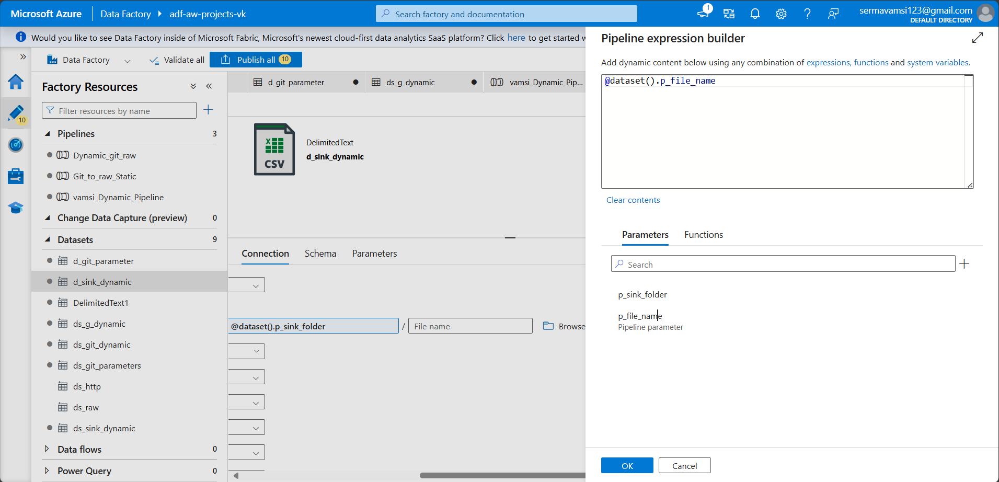 Microsoft Azure
Data Factory
adf-aw-projects-vk
Search factory and documentation
1
sermavamsi123@gmail.com
DEFAULT DIRECTORY
Would you like to see Data Factory inside of Microsoft Fabric, Microsoft's newest cloud-first data analytics SaaS platform? Click here to get started
Data Factory
Validate all
Publish all 10
Factory Resources
Filter resources by name
10
Pipelines 3
Dynamic_git_raw
Git_to_raw_Static
vamsi_Dynamic_Pipeline
Change Data Capture (preview) 0
Datasets 9
d_git_parameter
d_sink_dynamic
DelimitedText1
ds_g_dynamic
ds_git_dynamic
ds_git_parameters
ds_http
ds_raw
ds_sink_dynamic
Data flows 0
Power Query 0
d_git_parameter
ds_g_dynamic
vamsi_Dynamic_Pip...
X
CSV
DelimitedText
d_sink_dynamic
Connection
Schema
Parameters
@dataset().p_sink_folder
/
File name
Browse
Pipeline expression builder
Add dynamic content below using any combination of expressions, functions and system variables.
@dataset().p_file_name
Clear contents
Parameters
Functions
Search
p_sink_folder
p_file_name
Pipeline parameter
OK
Cancel